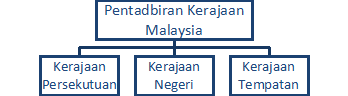 Pentadbiran Kerajaan
Malaysia
Kerajaan
Persekutuan
Kerajaan
Negeri
Kerajaan
Tempatan